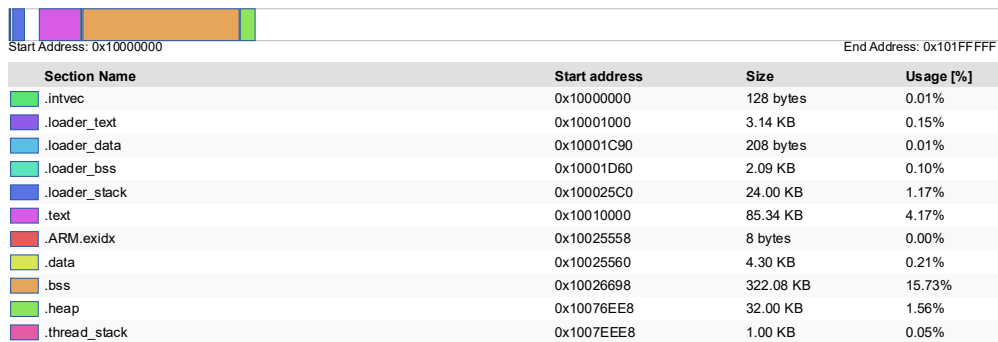 Start Address: 0x10000000 End Address: 0x101FFFFF
Section Name Start address Size Usage [%]
.intvec 0x10000000 128 bytes 0.01%
.loader_text 0x10001000 3.14 KB 0.15%
.loader_data 0x10001C90 208 bytes 0.01%
.loader_bss 0x10001D60 2.09 KB 0.10%
.loader_stack 0x100025C0 24.00 KB 1.17%
.text 0x10010000 85.34 KB 4.17%
.ARM.exidx 0x10025558 8 bytes 0.00%
.data 0x10025560 4.30 KB 0.21%
.bss 0x10026698 322.08 KB 15.73%
.heap 0x10076EE8 32.00 KB 1.56%
.thread_stack 0x1007EEE8 1.00 KB 0.05%